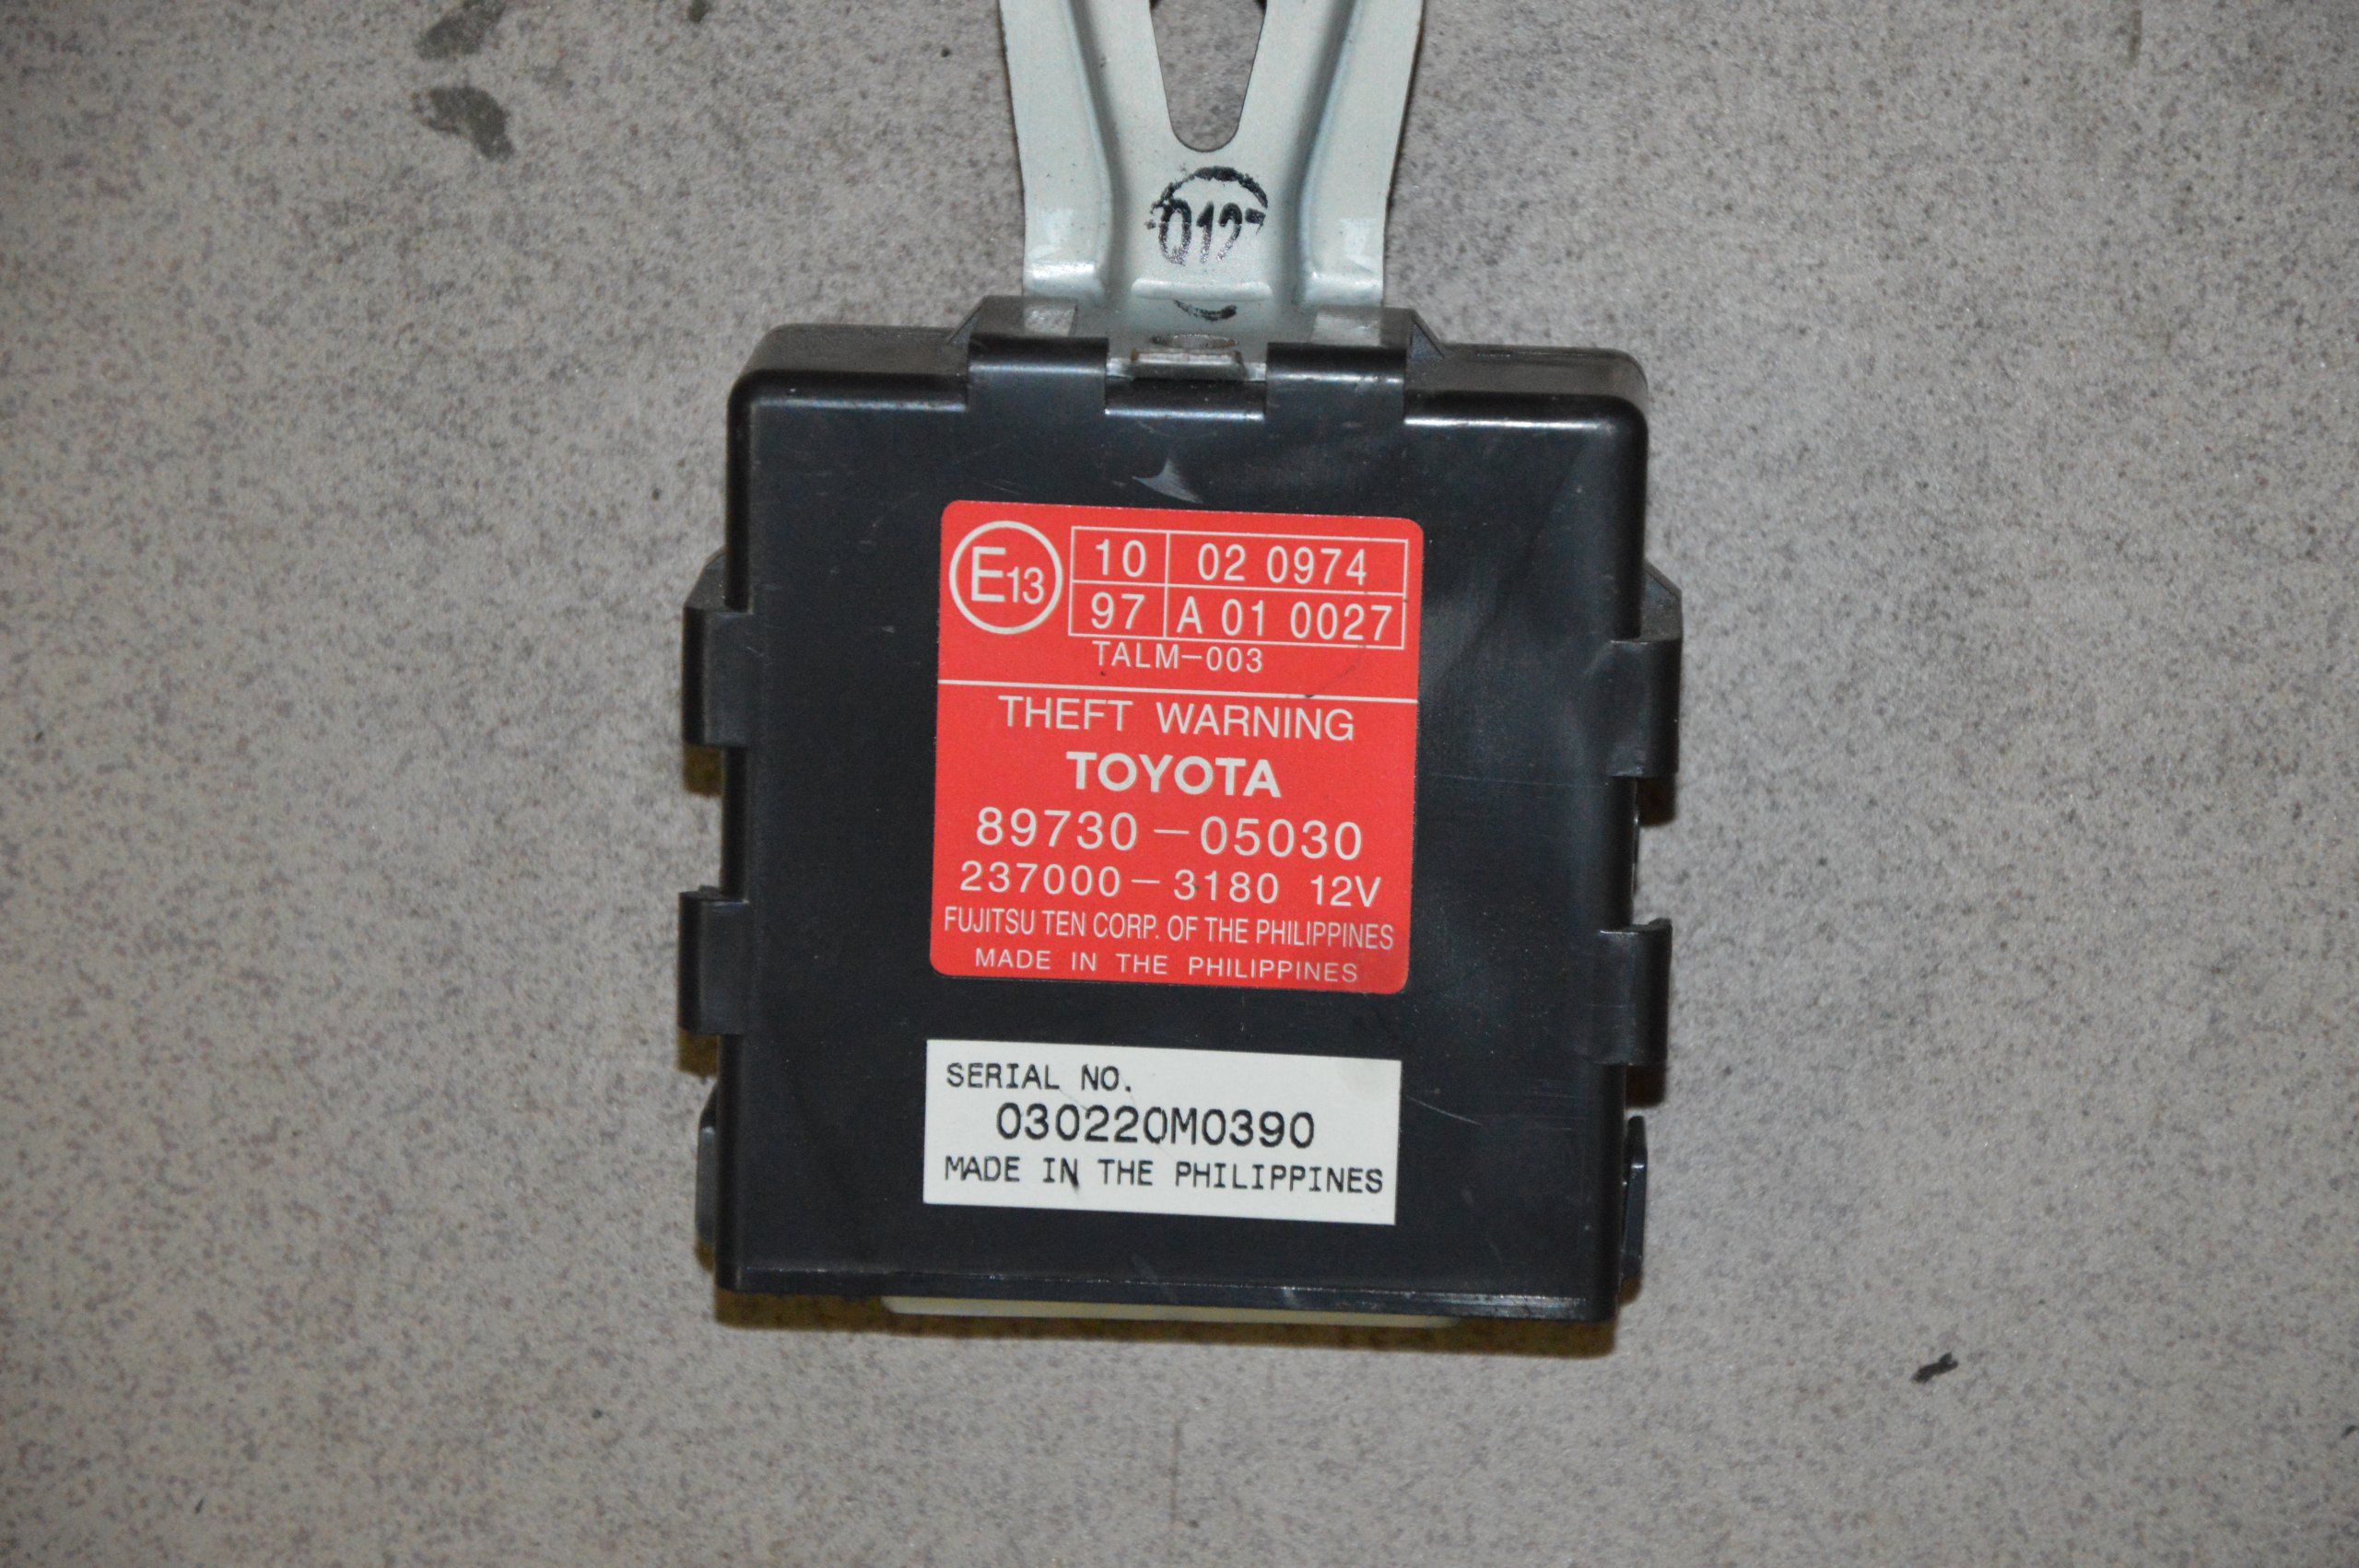 Q127
E13
10 02 0974
97 A 01 0027
TALM-003
THEFT WARNING
TOYOTA
89730-05030
237000-3180 12V
FUJITSU TEN CORP. OF THE PHILIPPINES
MADE IN THE PHILIPPINES
SERIAL NO.
030220M0390
MADE IN THE PHILIPPINES